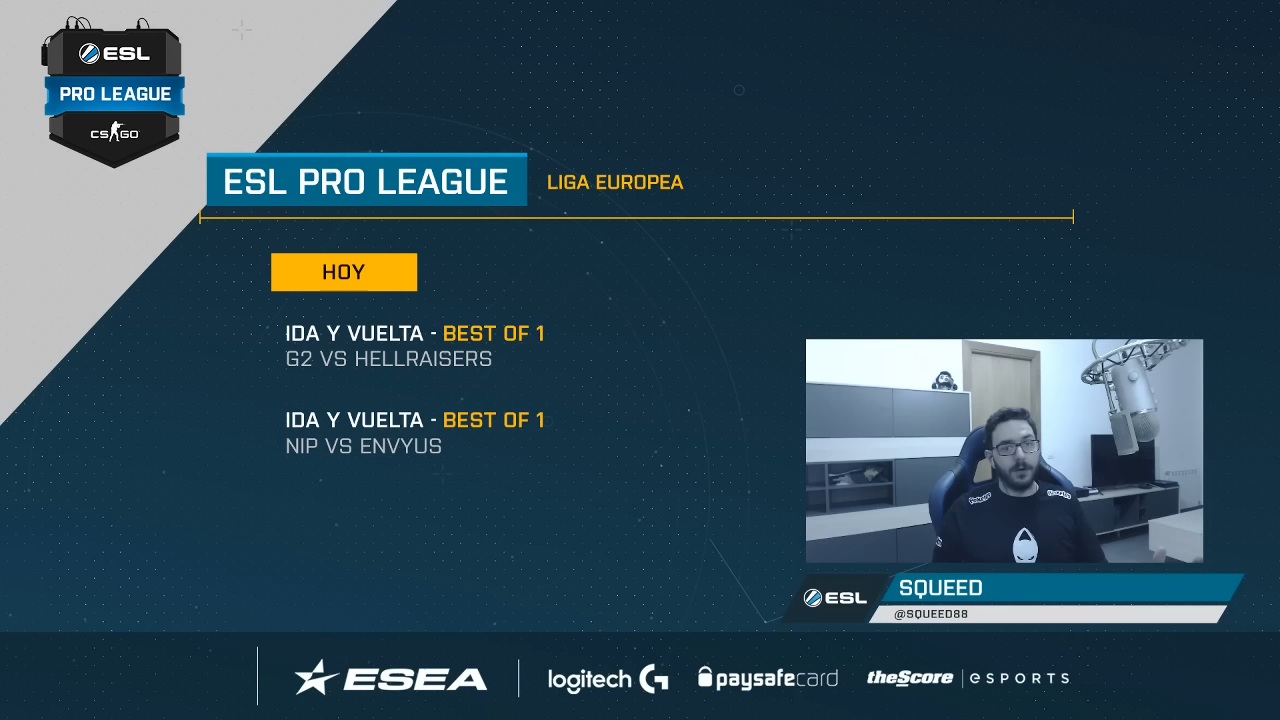 ESL
PRO LEAGUE
CS GO
ESL PRO LEAGUE
LIGA EUROPEA
HOY
IDA Y VUELTA - BEST OF 1
G2 VS HELLRAISERS
IDA Y VUELTA - BEST OF 1
NIP VS ENVYUS
ESL
SQUEED
@SQUEED88
ESEA
logitech G
paysafecard
theScore | eSPORTS